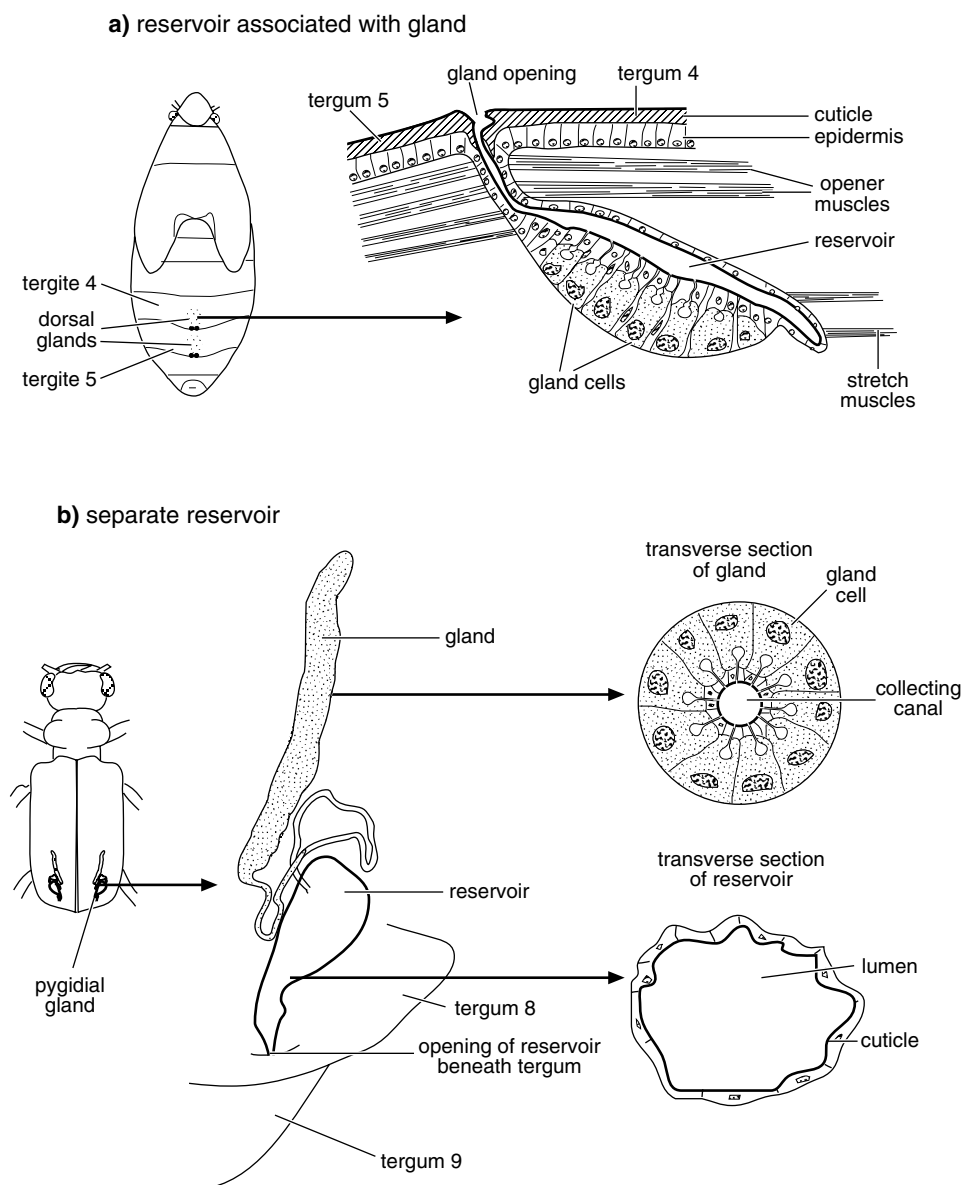 a) reservoir associated with gland
gland opening
tergum 4
tergum 5
cuticle
epidermis
opener
muscles
reservoir
tergite 4
dorsal
glands
tergite 5
gland cells
stretch
muscles
b) separate reservoir
transverse section
of gland
gland
cell
gland
collecting
canal
transverse section
of reservoir
reservoir
pygidial
gland
lumen
tergum 8
cuticle
opening of reservoir
beneath tergum
tergum 9